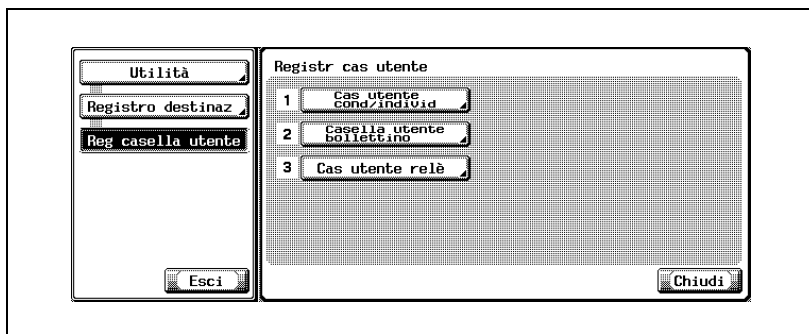 Utilità
Registro destinaz
Reg casella utente
Esci
Registr cas utente
1 Cas utente
cond/individ
2 Casella utente
bollettino
3 Cas utente relè
Chiudi